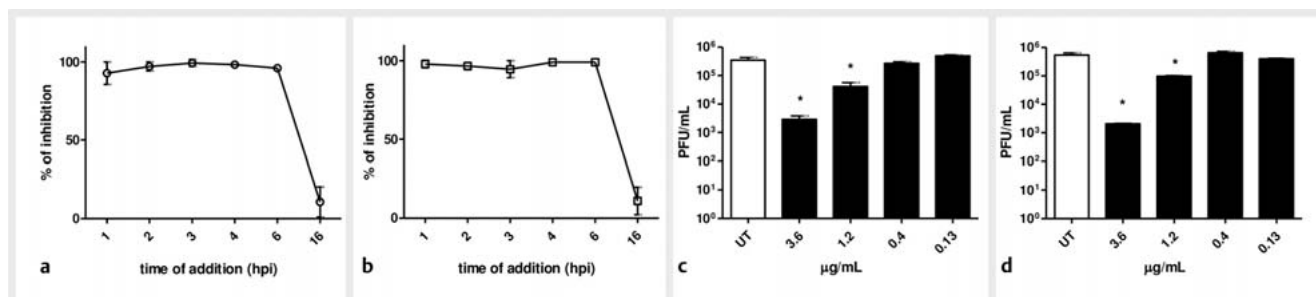 100
50
0
% of inhibition
1 2 3 4 6 16
time of addition (hpi)
a
100
50
0
% of inhibition
1 2 3 4 6 16
time of addition (hpi)
b
10⁶
10⁵
10⁴
10³
10²
10¹
10⁰
PFU/mL
* *
UT 3.6 1.2 0.4 0.13
µg/mL
c
10⁶
10⁵
10⁴
10³
10²
10¹
10⁰
PFU/mL
* *
UT 3.6 1.2 0.4 0.13
µg/mL
d